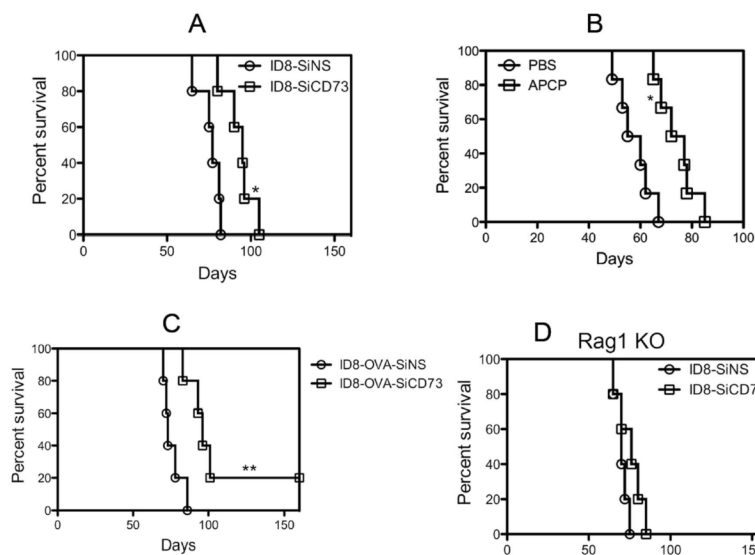 A
100
80
60
40
20
0
Percent survival
ID8-SiNS
ID8-SiCD73
*
0 50 100 150
Days
B
100
80
60
40
20
0
Percent survival
PBS
APCP
*
0 20 40 60 80 100
Days
C
100
80
60
40
20
0
Percent survival
ID8-OVA-SiNS
ID8-OVA-SiCD73
**
0 50 100 150
Days
D Rag1 KO
100
80
60
40
20
0
Percent survival
ID8-SiNS
ID8-SiCD7
0 50 100
Days